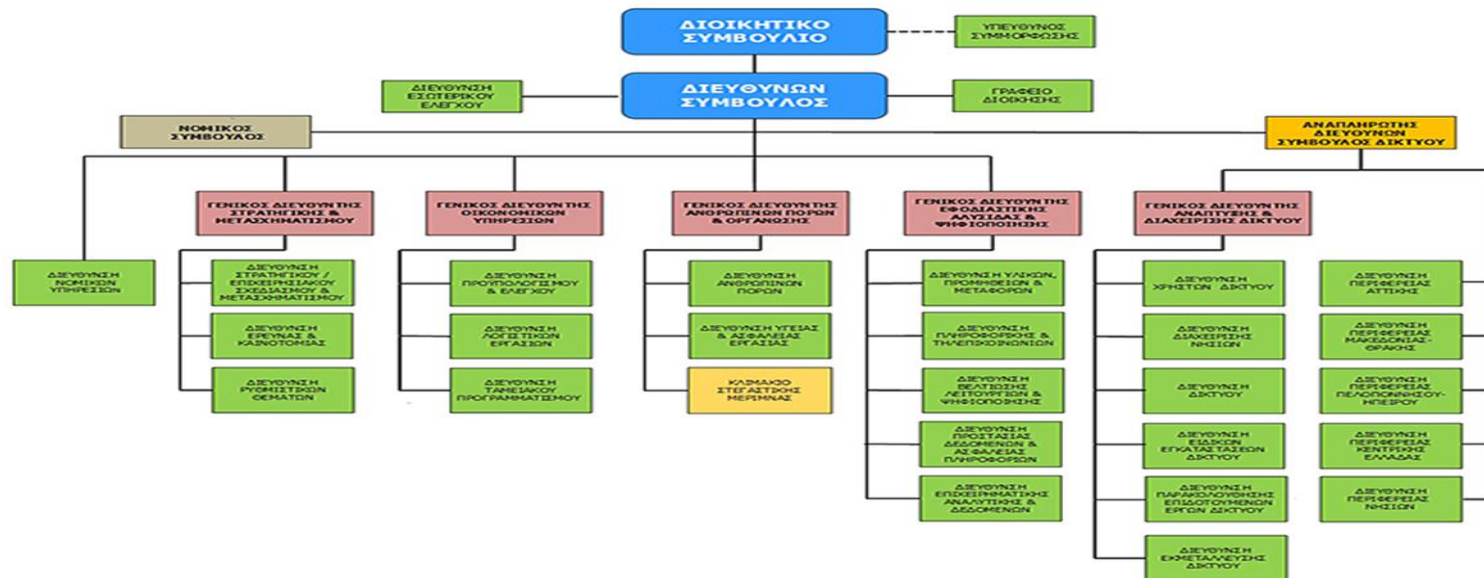 ΔΙΟΙΚΗΤΙΚΟ
ΣΥΜΒΟΥΛΙΟ
ΥΠΕΥΘΥΝΟΣ
ΣΥΜΜΟΡΦΩΣΗΣ
ΔΙΕΥΘΥΝΣΗ
ΕΣΩΤΕΡΙΚΟΥ
ΕΛΕΓΧΟΥ
ΔΙΕΥΘΥΝΩΝ
ΣΥΜΒΟΥΛΟΣ
ΓΡΑΦΕΙΟ
ΔΙΟΙΚΗΣΗΣ
ΝΟΜΙΚΟΣ
ΣΥΜΒΟΥΛΟΣ
ΑΝΑΠΛΗΡΩΤΗΣ
ΔΙΕΥΘΥΝΩΝ
ΣΥΜΒΟΥΛΟΣ ΔΙΚΤΥΟΥ
ΓΕΝΙΚΟΣ ΔΙΕΥΘΥΝΤΗΣ
ΣΤΡΑΤΗΓΙΚΗΣ &
ΜΕΤΑΣΧΗΜΑΤΙΣΜΟΥ
ΓΕΝΙΚΟΣ ΔΙΕΥΘΥΝΤΗΣ
ΟΙΚΟΝΟΜΙΚΩΝ
ΥΠΗΡΕΣΙΩΝ
ΓΕΝΙΚΟΣ ΔΙΕΥΘΥΝΤΗΣ
ΑΝΘΡΩΠΙΝΩΝ ΠΟΡΩΝ
& ΟΡΓΑΝΩΣΗΣ
ΓΕΝΙΚΟΣ ΔΙΕΥΘΥΝΤΗΣ
ΕΦΟΔΙΑΣΤΙΚΗΣ
ΑΛΥΣΙΔΑΣ &
ΨΗΦΙΟΠΟΙΗΣΗΣ
ΓΕΝΙΚΟΣ ΔΙΕΥΘΥΝΤΗΣ
ΑΝΑΠΤΥΞΗΣ &
ΔΙΑΧΕΙΡΙΣΗΣ ΔΙΚΤΥΟΥ
ΔΙΕΥΘΥΝΣΗ
ΝΟΜΙΚΩΝ
ΥΠΗΡΕΣΙΩΝ
ΔΙΕΥΘΥΝΣΗ
ΣΤΡΑΤΗΓΙΚΟΥ /
ΕΠΙΧΕΙΡΗΣΙΑΚΟΥ
ΣΧΕΔΙΑΣΜΟΥ &
ΜΕΤΑΣΧΗΜΑΤΙΣΜΟΥ
ΔΙΕΥΘΥΝΣΗ
ΕΡΕΥΝΑΣ &
ΚΑΙΝΟΤΟΜΙΑΣ
ΔΙΕΥΘΥΝΣΗ
ΡΥΘΜΙΣΤΙΚΩΝ
ΘΕΜΑΤΩΝ
ΔΙΕΥΘΥΝΣΗ
ΠΡΟΥΠΟΛΟΓΙΣΜΟΥ
& ΕΛΕΓΧΟΥ
ΔΙΕΥΘΥΝΣΗ
ΛΟΓΙΣΤΙΚΩΝ
ΕΡΓΑΣΙΩΝ
ΔΙΕΥΘΥΝΣΗ
ΤΑΜΕΙΑΚΟΥ
ΠΡΟΓΡΑΜΜΑΤΙΣΜΟΥ
ΔΙΕΥΘΥΝΣΗ
ΑΝΘΡΩΠΙΝΩΝ
ΠΟΡΩΝ
ΔΙΕΥΘΥΝΣΗ ΥΓΕΙΑΣ
& ΑΣΦΑΛΕΙΑΣ
ΕΡΓΑΣΙΑΣ
ΚΛΙΜΑΚΙΟ
ΣΤΕΓΑΣΤΙΚΗΣ
ΜΕΡΙΜΝΑΣ
ΔΙΕΥΘΥΝΣΗ ΥΛΙΚΩΝ,
ΠΡΟΜΗΘΕΙΩΝ &
ΜΕΤΑΦΟΡΩΝ
ΔΙΕΥΘΥΝΣΗ
ΠΛΗΡΟΦΟΡΙΚΗΣ &
ΤΗΛΕΠΙΚΟΙΝΩΝΙΩΝ
ΔΙΕΥΘΥΝΣΗ
ΒΕΛΤΙΩΣΗΣ
ΛΕΙΤΟΥΡΓΙΩΝ &
ΨΗΦΙΟΠΟΙΗΣΗΣ
ΔΙΕΥΘΥΝΣΗ
ΠΡΟΣΤΑΣΙΑΣ
ΔΕΔΟΜΕΝΩΝ &
ΑΣΦΑΛΕΙΑΣ
ΠΛΗΡΟΦΟΡΙΩΝ
ΔΙΕΥΘΥΝΣΗ
ΕΠΙΧΕΙΡΗΜΑΤΙΚΗΣ
ΑΝΑΛΥΤΙΚΗΣ &
ΔΕΔΟΜΕΝΩΝ
ΔΙΕΥΘΥΝΣΗ
ΧΡΗΣΤΩΝ ΔΙΚΤΥΟΥ
ΔΙΕΥΘΥΝΣΗ
ΔΙΑΧΕΙΡΙΣΗΣ
ΝΗΣΙΩΝ
ΔΙΕΥΘΥΝΣΗ
ΔΙΚΤΥΟΥ
ΔΙΕΥΘΥΝΣΗ
ΕΙΔΙΚΩΝ
ΕΓΚΑΤΑΣΤΑΣΕΩΝ
ΔΙΚΤΥΟΥ
ΔΙΕΥΘΥΝΣΗ
ΠΑΡΑΚΟΛΟΥΘΗΣΗΣ
ΕΠΙΔΟΤΟΥΜΕΝΩΝ
ΕΡΓΩΝ ΔΙΚΤΥΟΥ
ΔΙΕΥΘΥΝΣΗ
ΕΚΜΕΤΑΛΛΕΥΣΗΣ
ΔΙΚΤΥΟΥ
ΔΙΕΥΘΥΝΣΗ
ΠΕΡΙΦΕΡΕΙΑΣ
ΑΤΤΙΚΗΣ
ΔΙΕΥΘΥΝΣΗ
ΠΕΡΙΦΕΡΕΙΑΣ
ΜΑΚΕΔΟΝΙΑΣ-
ΘΡΑΚΗΣ
ΔΙΕΥΘΥΝΣΗ
ΠΕΡΙΦΕΡΕΙΑΣ
ΠΕΛΟΠΟΝΝΗΣΟΥ-
ΗΠΕΙΡΟΥ
ΔΙΕΥΘΥΝΣΗ
ΠΕΡΙΦΕΡΕΙΑΣ
ΚΕΝΤΡΙΚΗΣ
ΕΛΛΑΔΑΣ
ΔΙΕΥΘΥΝΣΗ
ΠΕΡΙΦΕΡΕΙΑΣ
ΝΗΣΙΩΝ